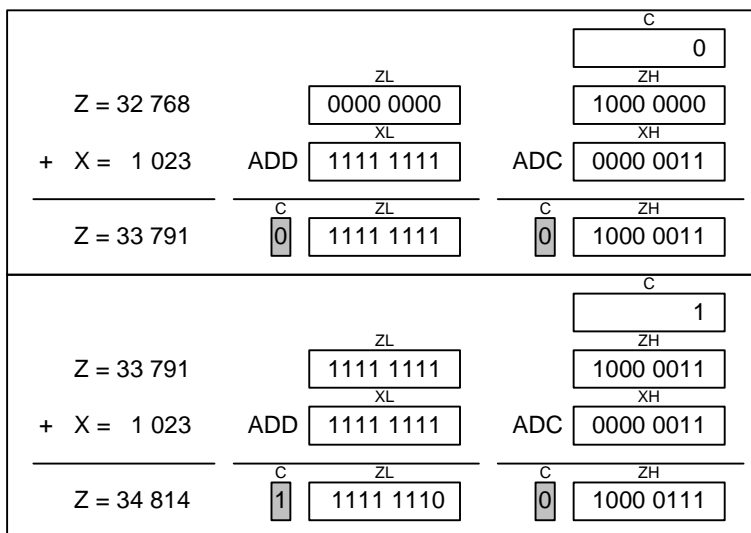 C
0
ZL ZH
Z = 32 768 0000 0000 1000 0000
XL XH
+ X = 1 023 ADD 1111 1111 ADC 0000 0011
C ZL C ZH
Z = 33 791 0 1111 1111 0 1000 0011
C
1
ZL ZH
Z = 33 791 1111 1111 1000 0011
XL XH
+ X = 1 023 ADD 1111 1111 ADC 0000 0011
C ZL C ZH
Z = 34 814 1 1111 1110 0 1000 0111